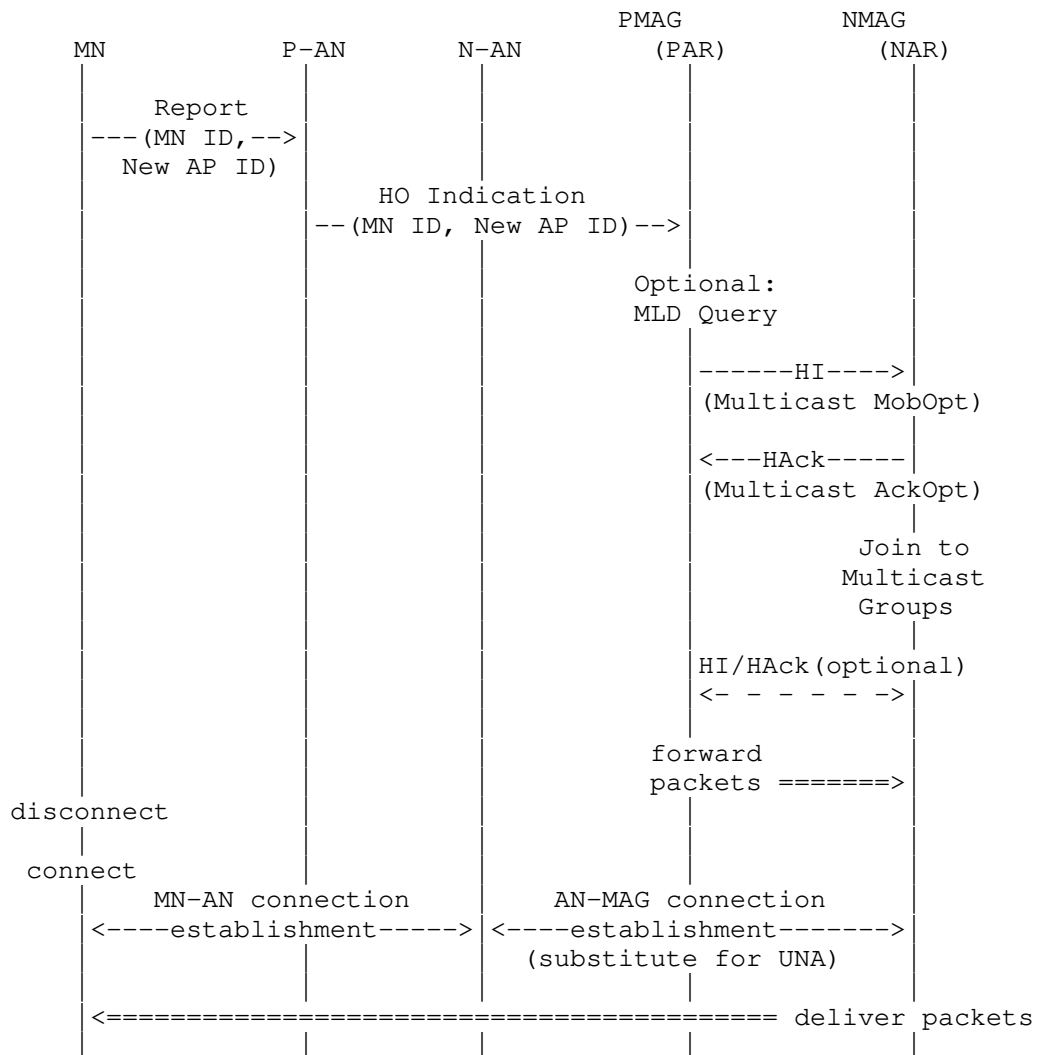 PMAG NMAG
MN P-AN N-AN (PAR) (NAR)
Report
---(MN ID,-->
New AP ID)
HO Indication
--(MN ID, New AP ID)-->
Optional:
MLD Query
------HI---->
(Multicast MobOpt)
<---HAck-----
(Multicast AckOpt)
Join to
Multicast
Groups
HI/HAck(optional)
<- - - - - ->
forward
packets =======>
disconnect
connect
MN-AN connection AN-MAG connection
<----establishment-----> <----establishment------->
(substitute for UNA)
<========================================== deliver packets